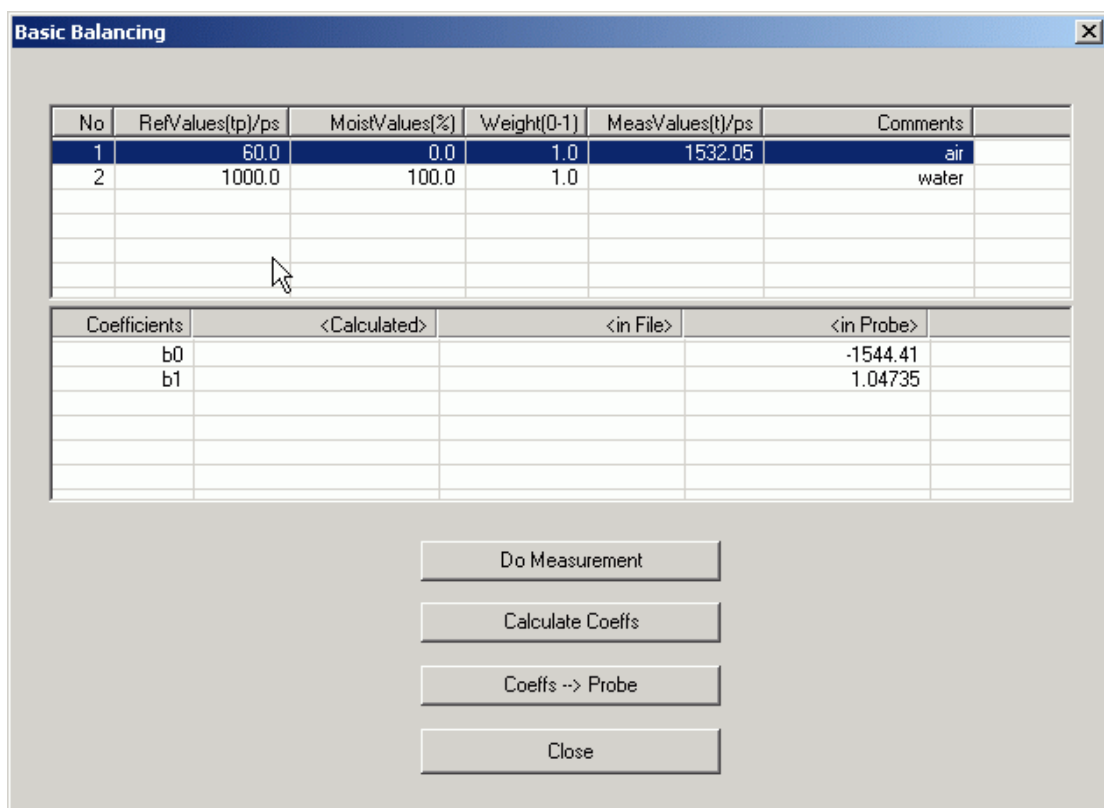 Basic Balancing
No RefValues(tp)/ps MoistValues(%) Weight(0-1) MeasValues(t)/ps Comments
1 60.0 0.0 1.0 1532.05 air
2 1000.0 100.0 1.0 water
Coefficients <Calculated> <in File> <in Probe>
b0 -1544.41
b1 1.04735
Do Measurement
Calculate Coeffs
Coeffs --> Probe
Close